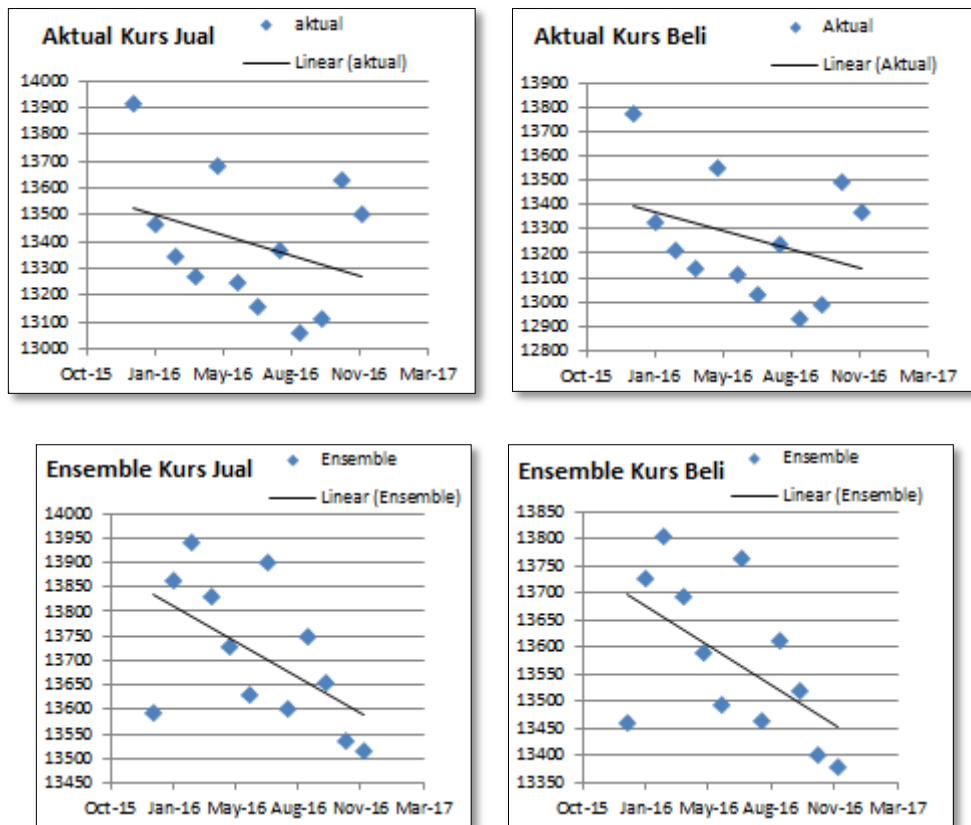 Aktual Kurs Jual
aktual
Linear (aktual)
14000
13900
13800
13700
13600
13500
13400
13300
13200
13100
13000
Oct-15 Jan-16 May-16 Aug-16 Nov-16 Mar-17
Aktual Kurs Beli
Aktual
Linear (Aktual)
13900
13800
13700
13600
13500
13400
13300
13200
13100
13000
12900
12800
Oct-15 Jan-16 May-16 Aug-16 Nov-16 Mar-17
Ensemble Kurs Jual
Ensemble
Linear (Ensemble)
14000
13950
13900
13850
13800
13750
13700
13650
13600
13550
13500
13450
Oct-15 Jan-16 May-16 Aug-16 Nov-16 Mar-17
Ensemble Kurs Beli
Ensemble
Linear (Ensemble)
13850
13800
13750
13700
13650
13600
13550
13500
13450
13400
13350
Oct-15 Jan-16 May-16 Aug-16 Nov-16 Mar-17